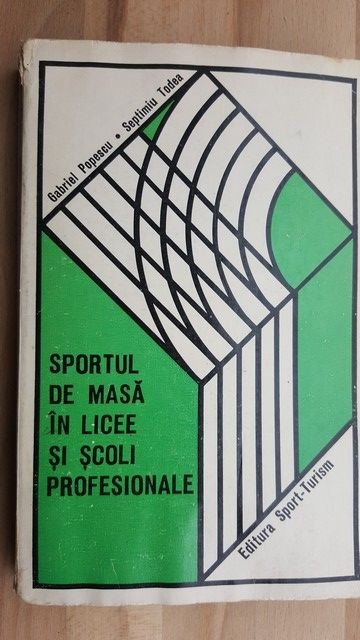 Gabriel Popescu • Septimiu Todea
SPORTUL
DE MASĂ
ÎN LICEE
ȘI ȘCOLI
PROFESIONALE
Editura Sport-Turism